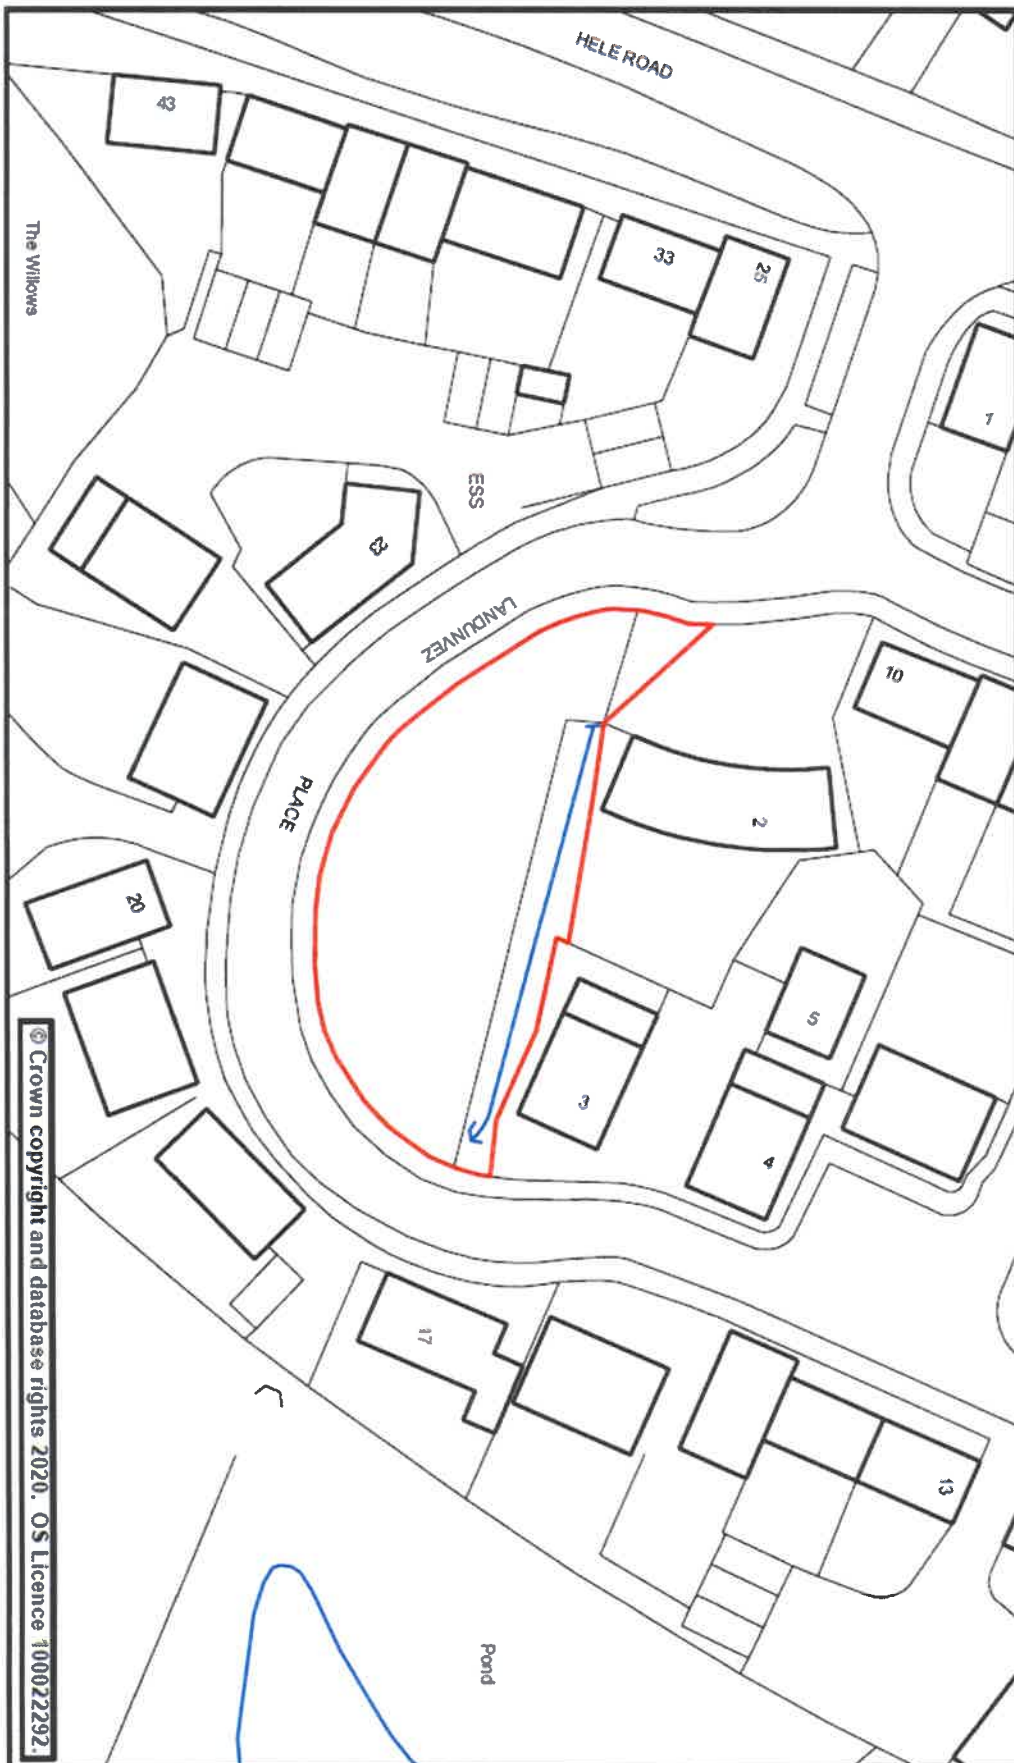 HELE ROAD
43
The Willows
33
25
1
ESS
23
LANDUNVEZ
PLACE
10
2
20
5
3
4
17
13
Pond
© Crown copyright and database rights 2020. OS Licence 100022292.